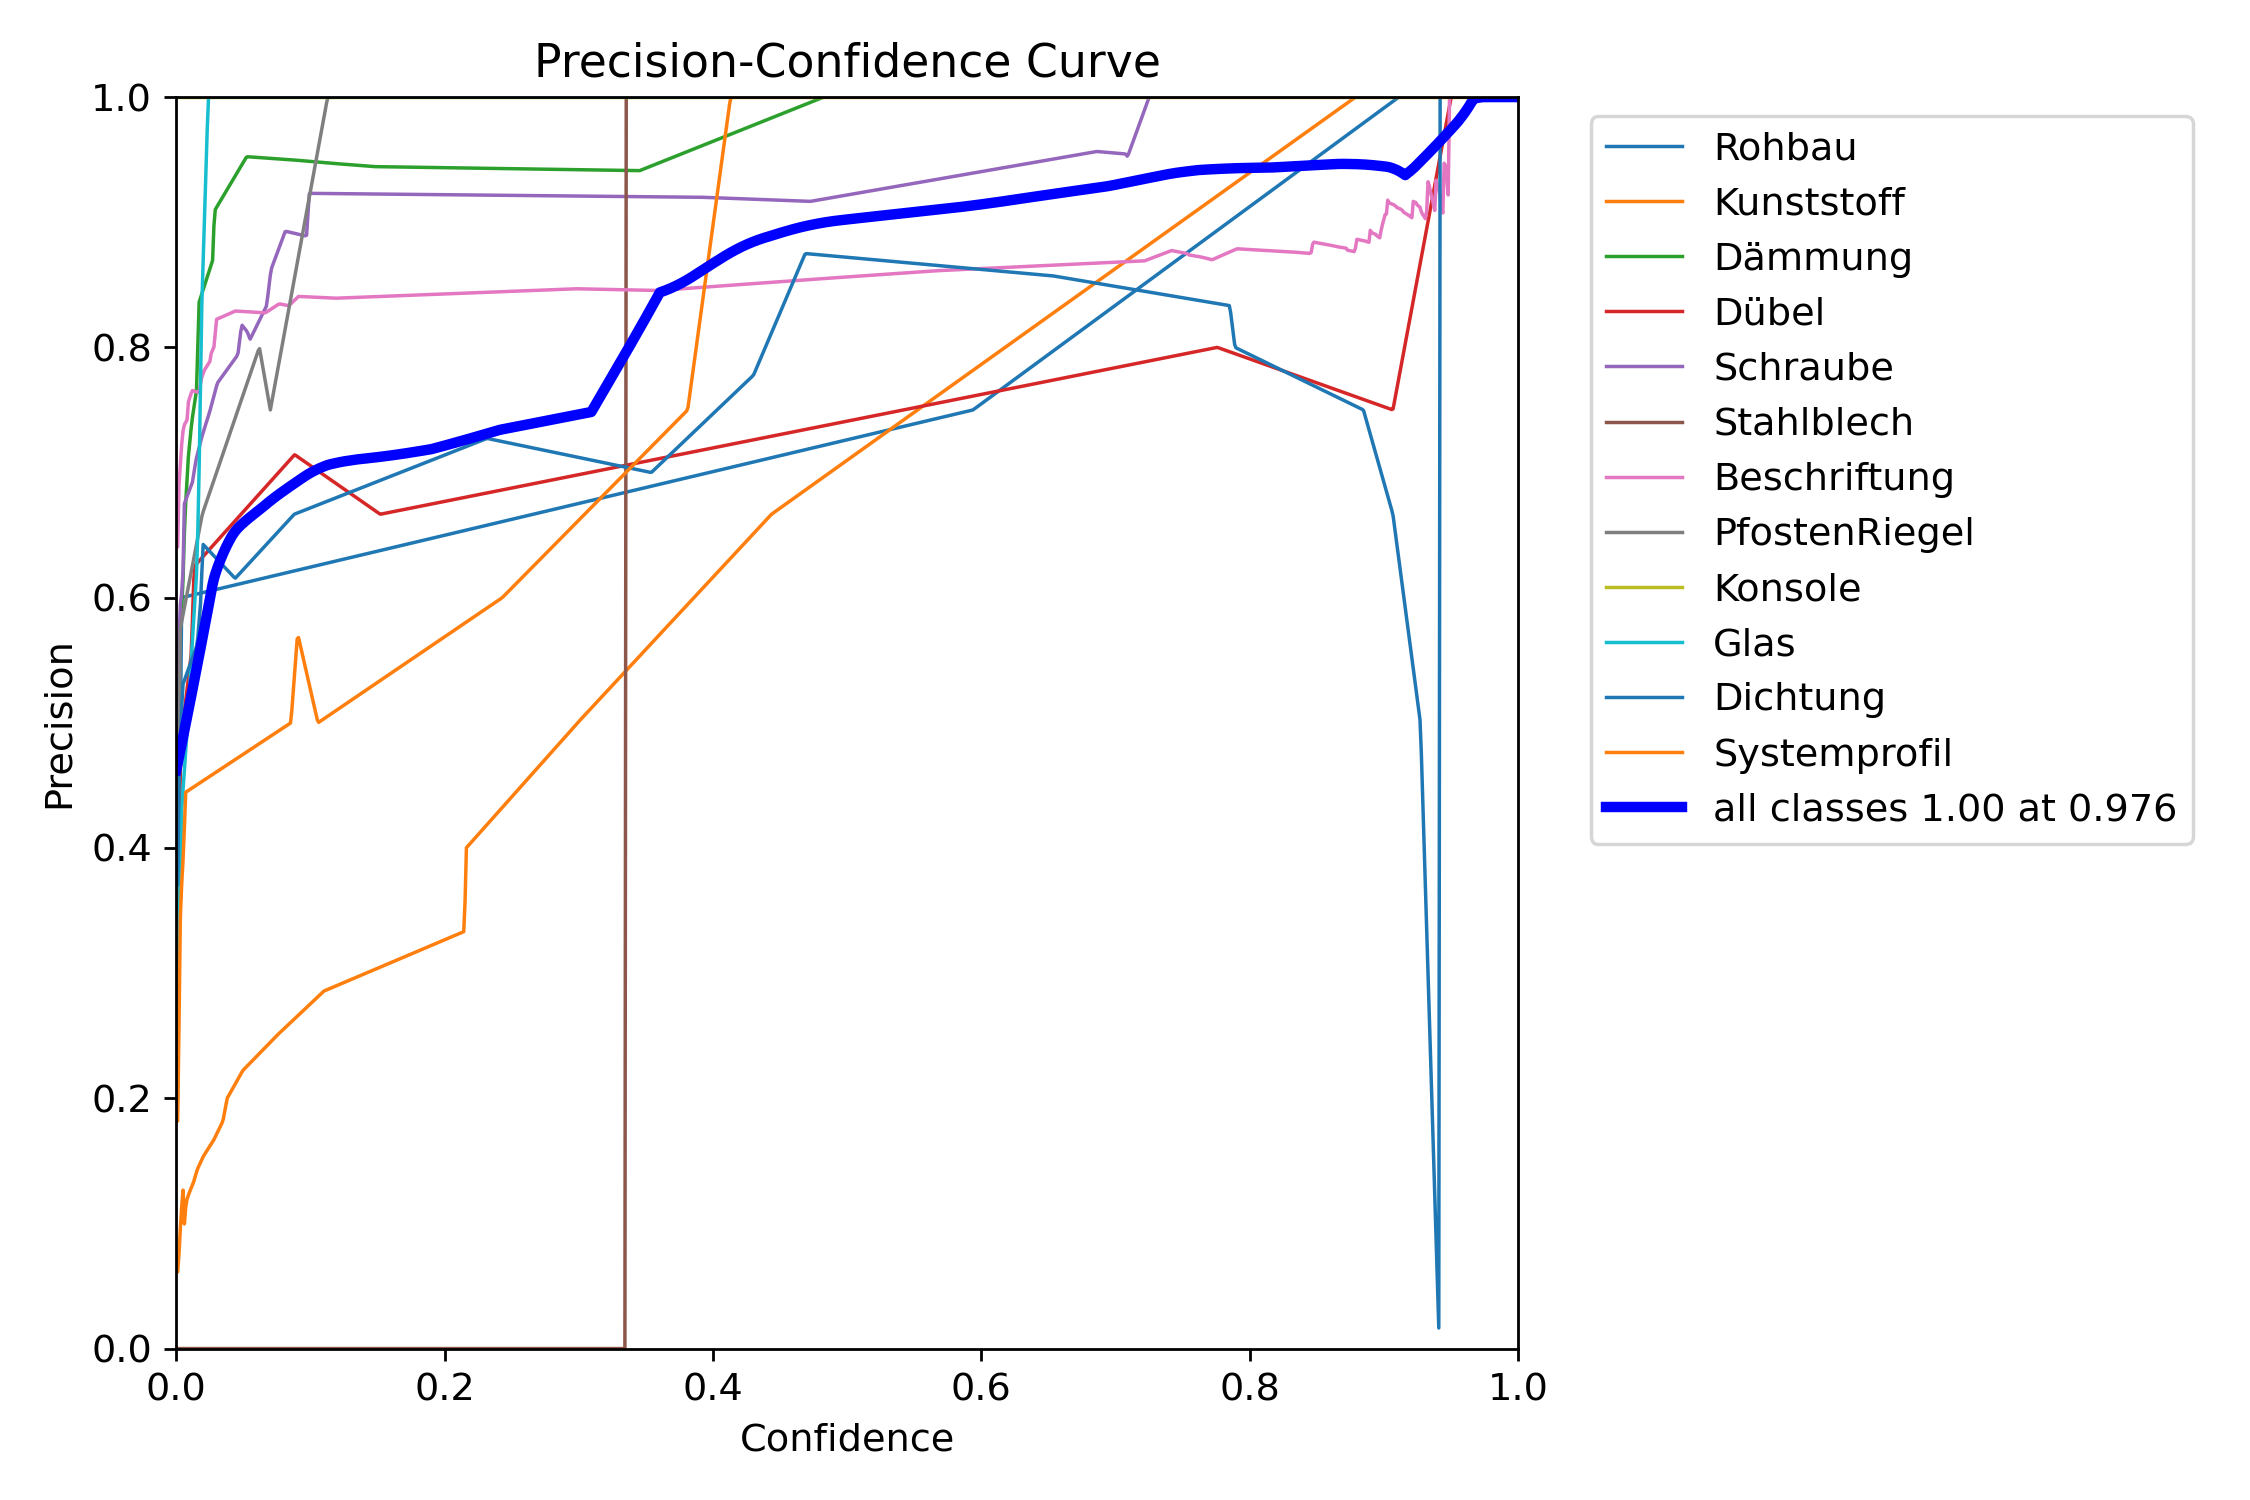 Precision-Confidence Curve
1.0
0.8
0.6
0.4
0.2
0.0
Precision
0.0 0.2 0.4 0.6 0.8 1.0
Confidence
Rohbau
Kunststoff
Dämmung
Dübel
Schraube
Stahlblech
Beschriftung
PfostenRiegel
Konsole
Glas
Dichtung
Systemprofil
all classes 1.00 at 0.976